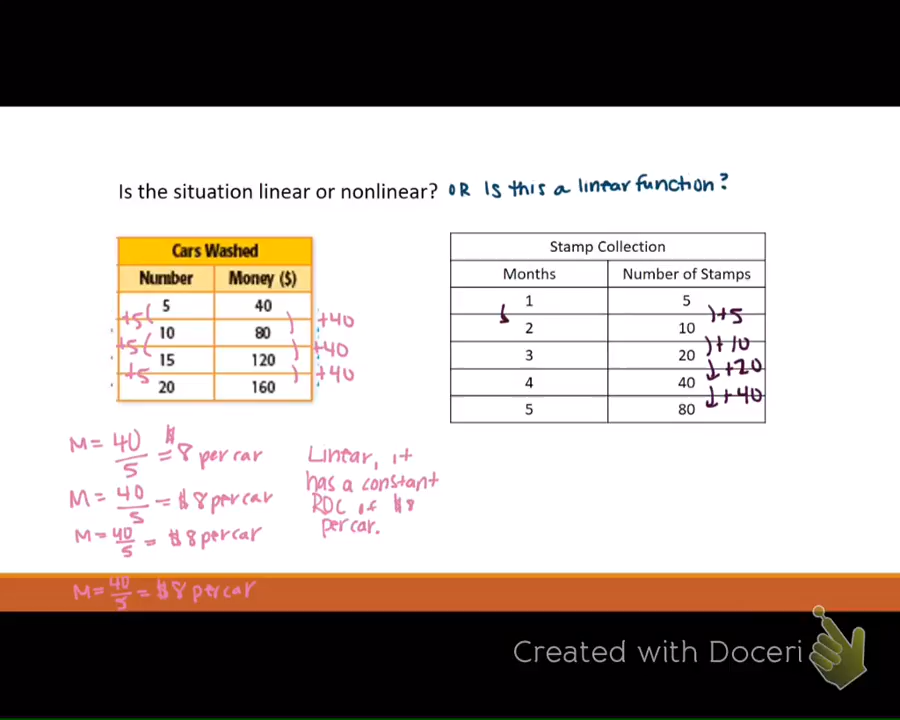 Is the situation linear or nonlinear? OR Is this a linear function?
Cars Washed
Number Money ($)
5 40
10 80
15 120
20 160
+5 +40
+5 +40
+5 +40
Stamp Collection
Months Number of Stamps
1 5
2 10
3 20
4 40
5 80
+5
+10
+20
+40
M = 40/5 = $8 per car
M = 40/5 = $8 per car
M = 40/5 = $8 per car
M = 40/5 = $8 per car
Linear, it
has a constant
ROC of $8
per car.
Created with Doceri